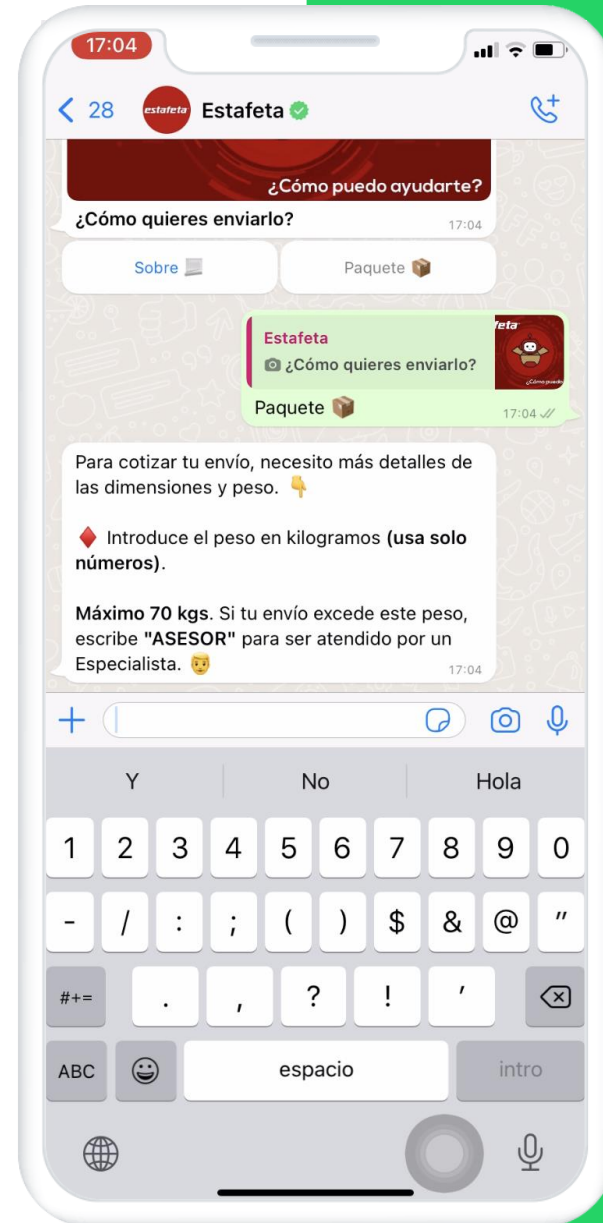 17:04
28
estafeta
Estafeta
¿Cómo puedo ayudarte?
¿Cómo quieres enviarlo?
17:04
Sobre
Paquete 📦
Estafeta
¿Cómo quieres enviarlo?
feta
¿Cómo puedo
Paquete 📦
17:04
Para cotizar tu envío, necesito más detalles de
las dimensiones y peso. 👇
♦️ Introduce el peso en kilogramos (usa solo
números).
Máximo 70 kgs. Si tu envío excede este peso,
escribe "ASESOR" para ser atendido por un
Especialista. 👨
17:04
Y No Hola
1 2 3 4 5 6 7 8 9 0
- / : ; ( ) $ & @ "
#+= . , ? ! '
ABC espacio intro